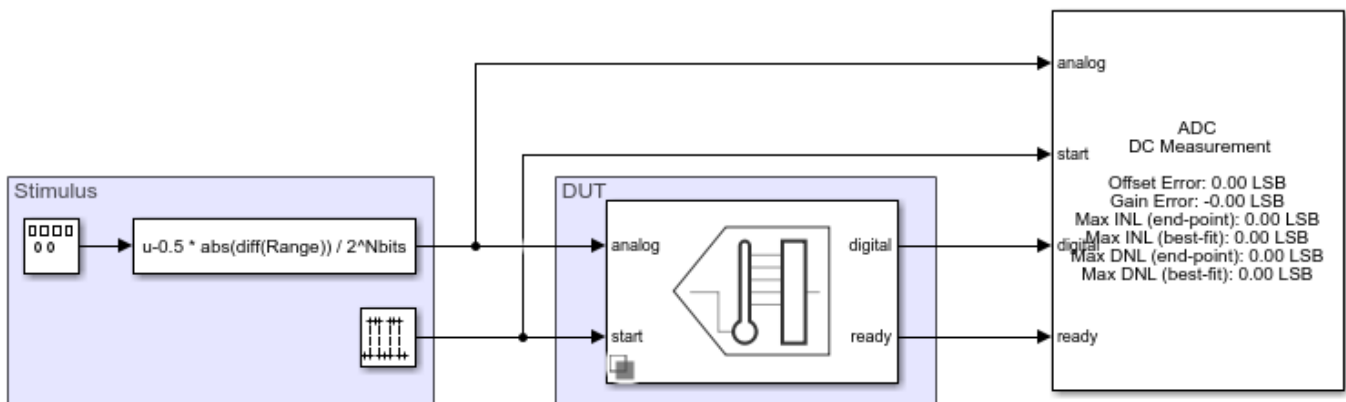 analog
ADC
DC Measurement
start
Offset Error: 0.00 LSB
Gain Error: -0.00 LSB
Max INL (end-point): 0.00 LSB
Max INL (best-fit): 0.00 LSB
digital
Max DNL (end-point): 0.00 LSB
Max DNL (best-fit): 0.00 LSB
ready
Stimulus
u-0.5 * abs(diff(Range)) / 2^Nbits
DUT
analog
digital
start
ready